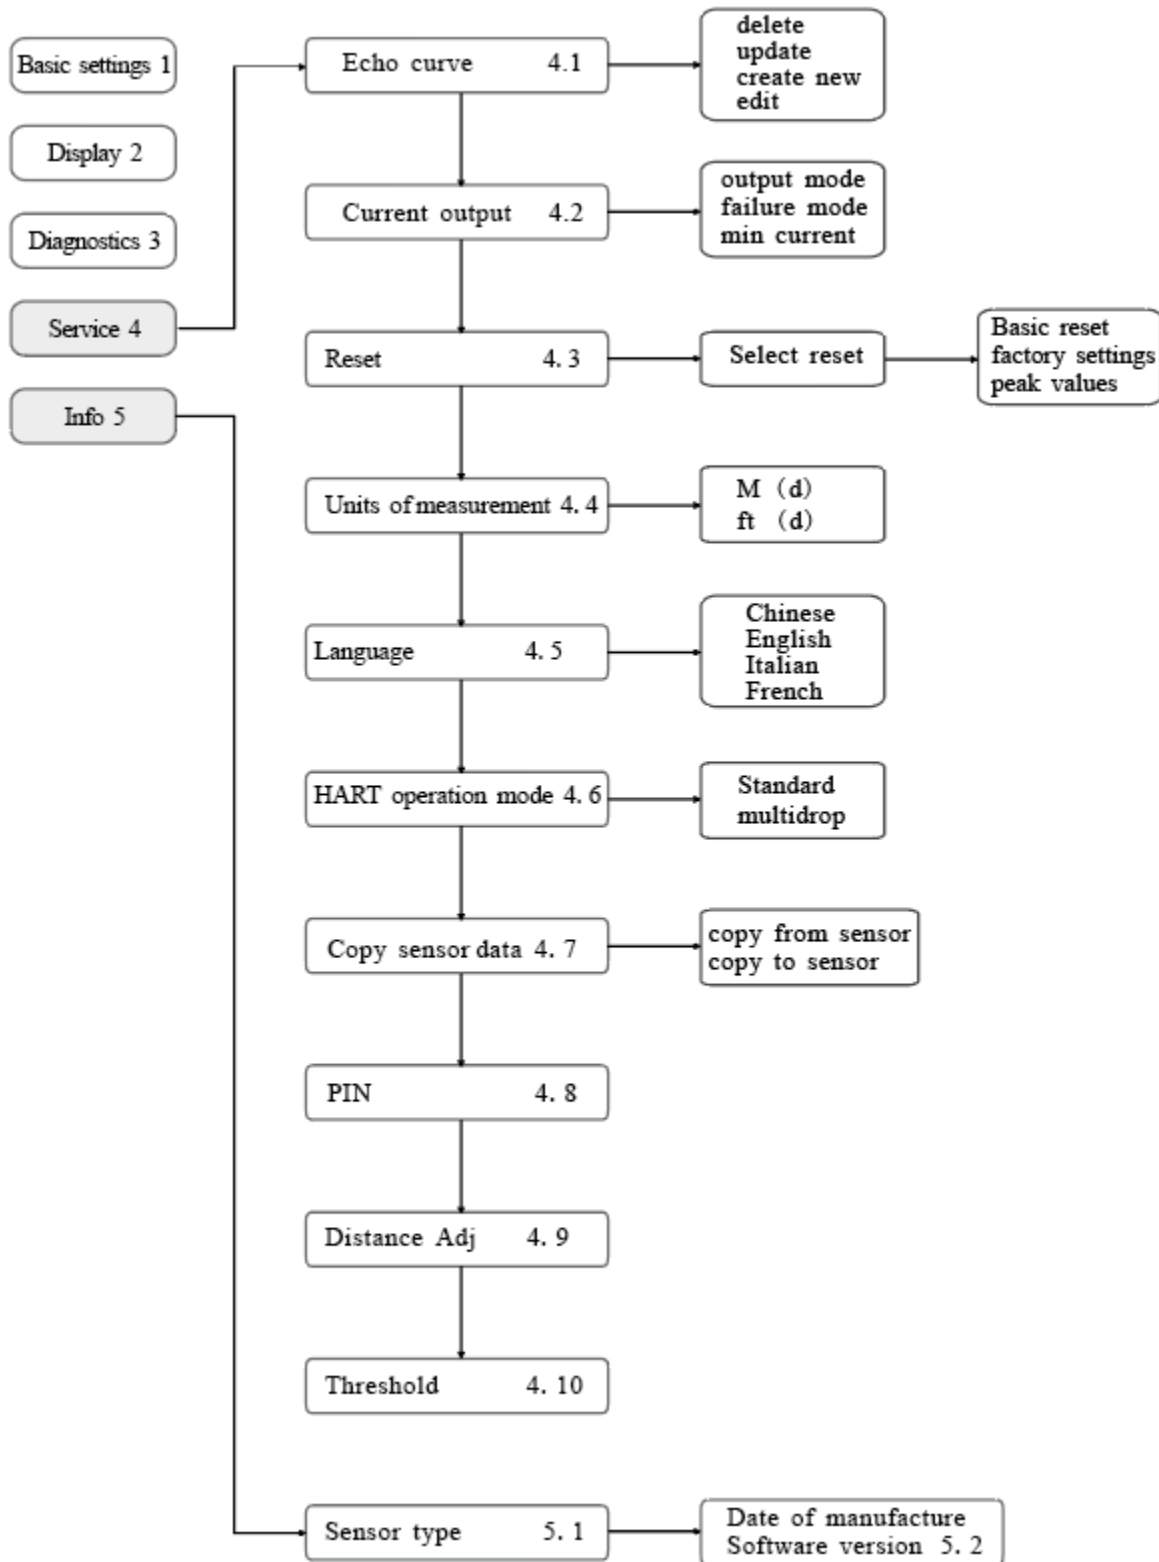 Basic settings 1
Display 2
Diagnostics 3
Service 4
Info 5
Echo curve 4.1
delete
update
create new
edit
Current output 4.2
output mode
failure mode
min current
Reset 4.3
Select reset
Basic reset
factory settings
peak values
Units of measurement 4.4
M (d)
ft (d)
Language 4.5
Chinese
English
Italian
French
HART operation mode 4.6
Standard
multidrop
Copy sensor data 4.7
copy from sensor
copy to sensor
PIN 4.8
Distance Adj 4.9
Threshold 4.10
Sensor type 5.1
Date of manufacture
Software version 5.2